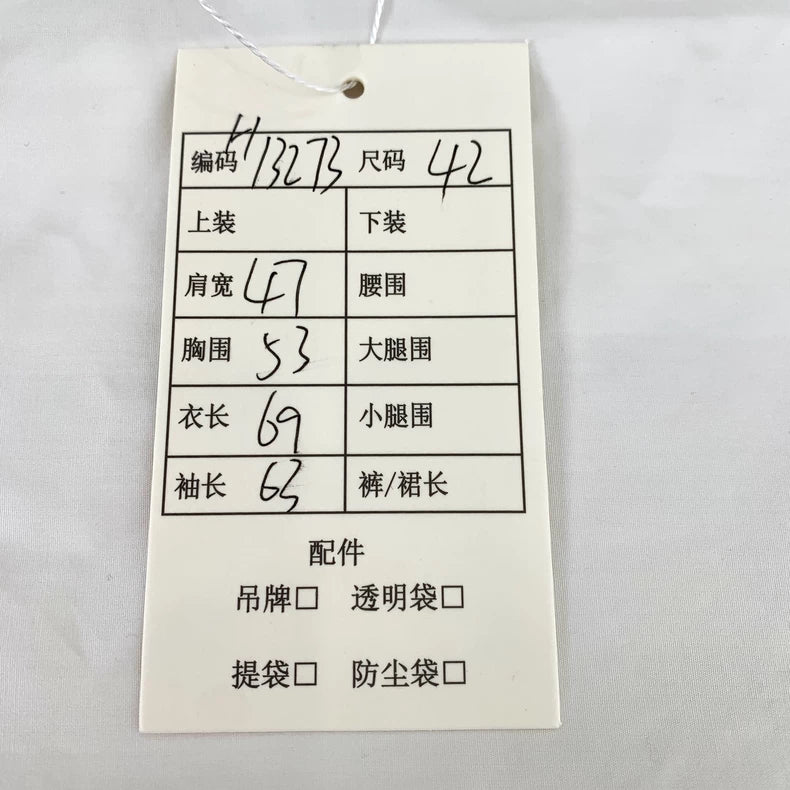 编码 H13273 尺码 42
上装 下装
肩宽 47 腰围
胸围 53 大腿围
衣长 69 小腿围
袖长 63 裤/裙长
配件
吊牌□ 透明袋□
提袋□ 防尘袋□